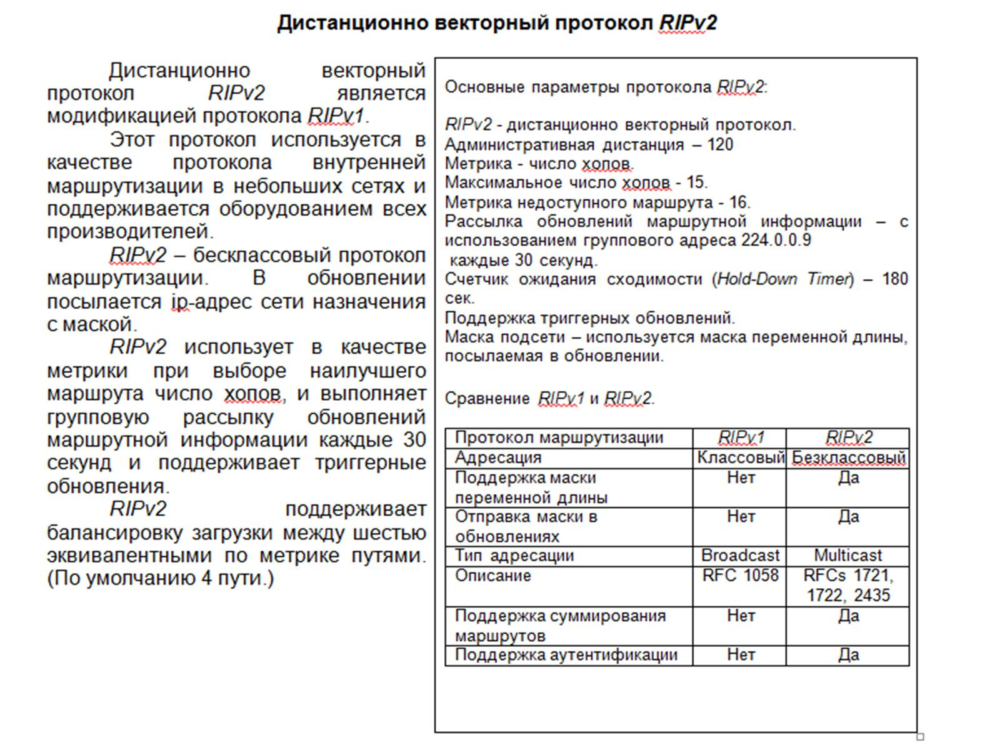 Дистанционно векторный протокол RIPv2
Дистанционно векторный
протокол RIPv2 является
модификацией протокола RIPv1.
Этот протокол используется в
качестве протокола внутренней
маршрутизации в небольших сетях и
поддерживается оборудованием всех
производителей.
RIPv2 – бесклассовый протокол
маршрутизации. В обновлении
посылается ip-адрес сети назначения
с маской.
RIPv2 использует в качестве
метрики при выборе наилучшего
маршрута число хопов, и выполняет
групповую рассылку обновлений
маршрутной информации каждые 30
секунд и поддерживает триггерные
обновления.
RIPv2 поддерживает
балансировку загрузки между шестью
эквивалентными по метрике путями.
(По умолчанию 4 пути.)
Основные параметры протокола RIPv2:
RIPv2 - дистанционно векторный протокол.
Административная дистанция – 120
Метрика - число хопов.
Максимальное число хопов - 15.
Метрика недоступного маршрута - 16.
Рассылка обновлений маршрутной информации – с
использованием группового адреса 224.0.0.9
каждые 30 секунд.
Счетчик ожидания сходимости (Hold-Down Timer) – 180
сек.
Поддержка триггерных обновлений.
Маска подсети – используется маска переменной длины,
посылаемая в обновлении.
Сравнение RIPv1 и RIPv2.
Протокол маршрутизации RIPv1 RIPv2
Адресация Классовый Безклассовый
Поддержка маски Нет Да
переменной длины
Отправка маски в Нет Да
обновлениях
Тип адресации Broadcast Multicast
Описание RFC 1058 RFCs 1721,
1722, 2435
Поддержка суммирования Нет Да
маршрутов
Поддержка аутентификации Нет Да